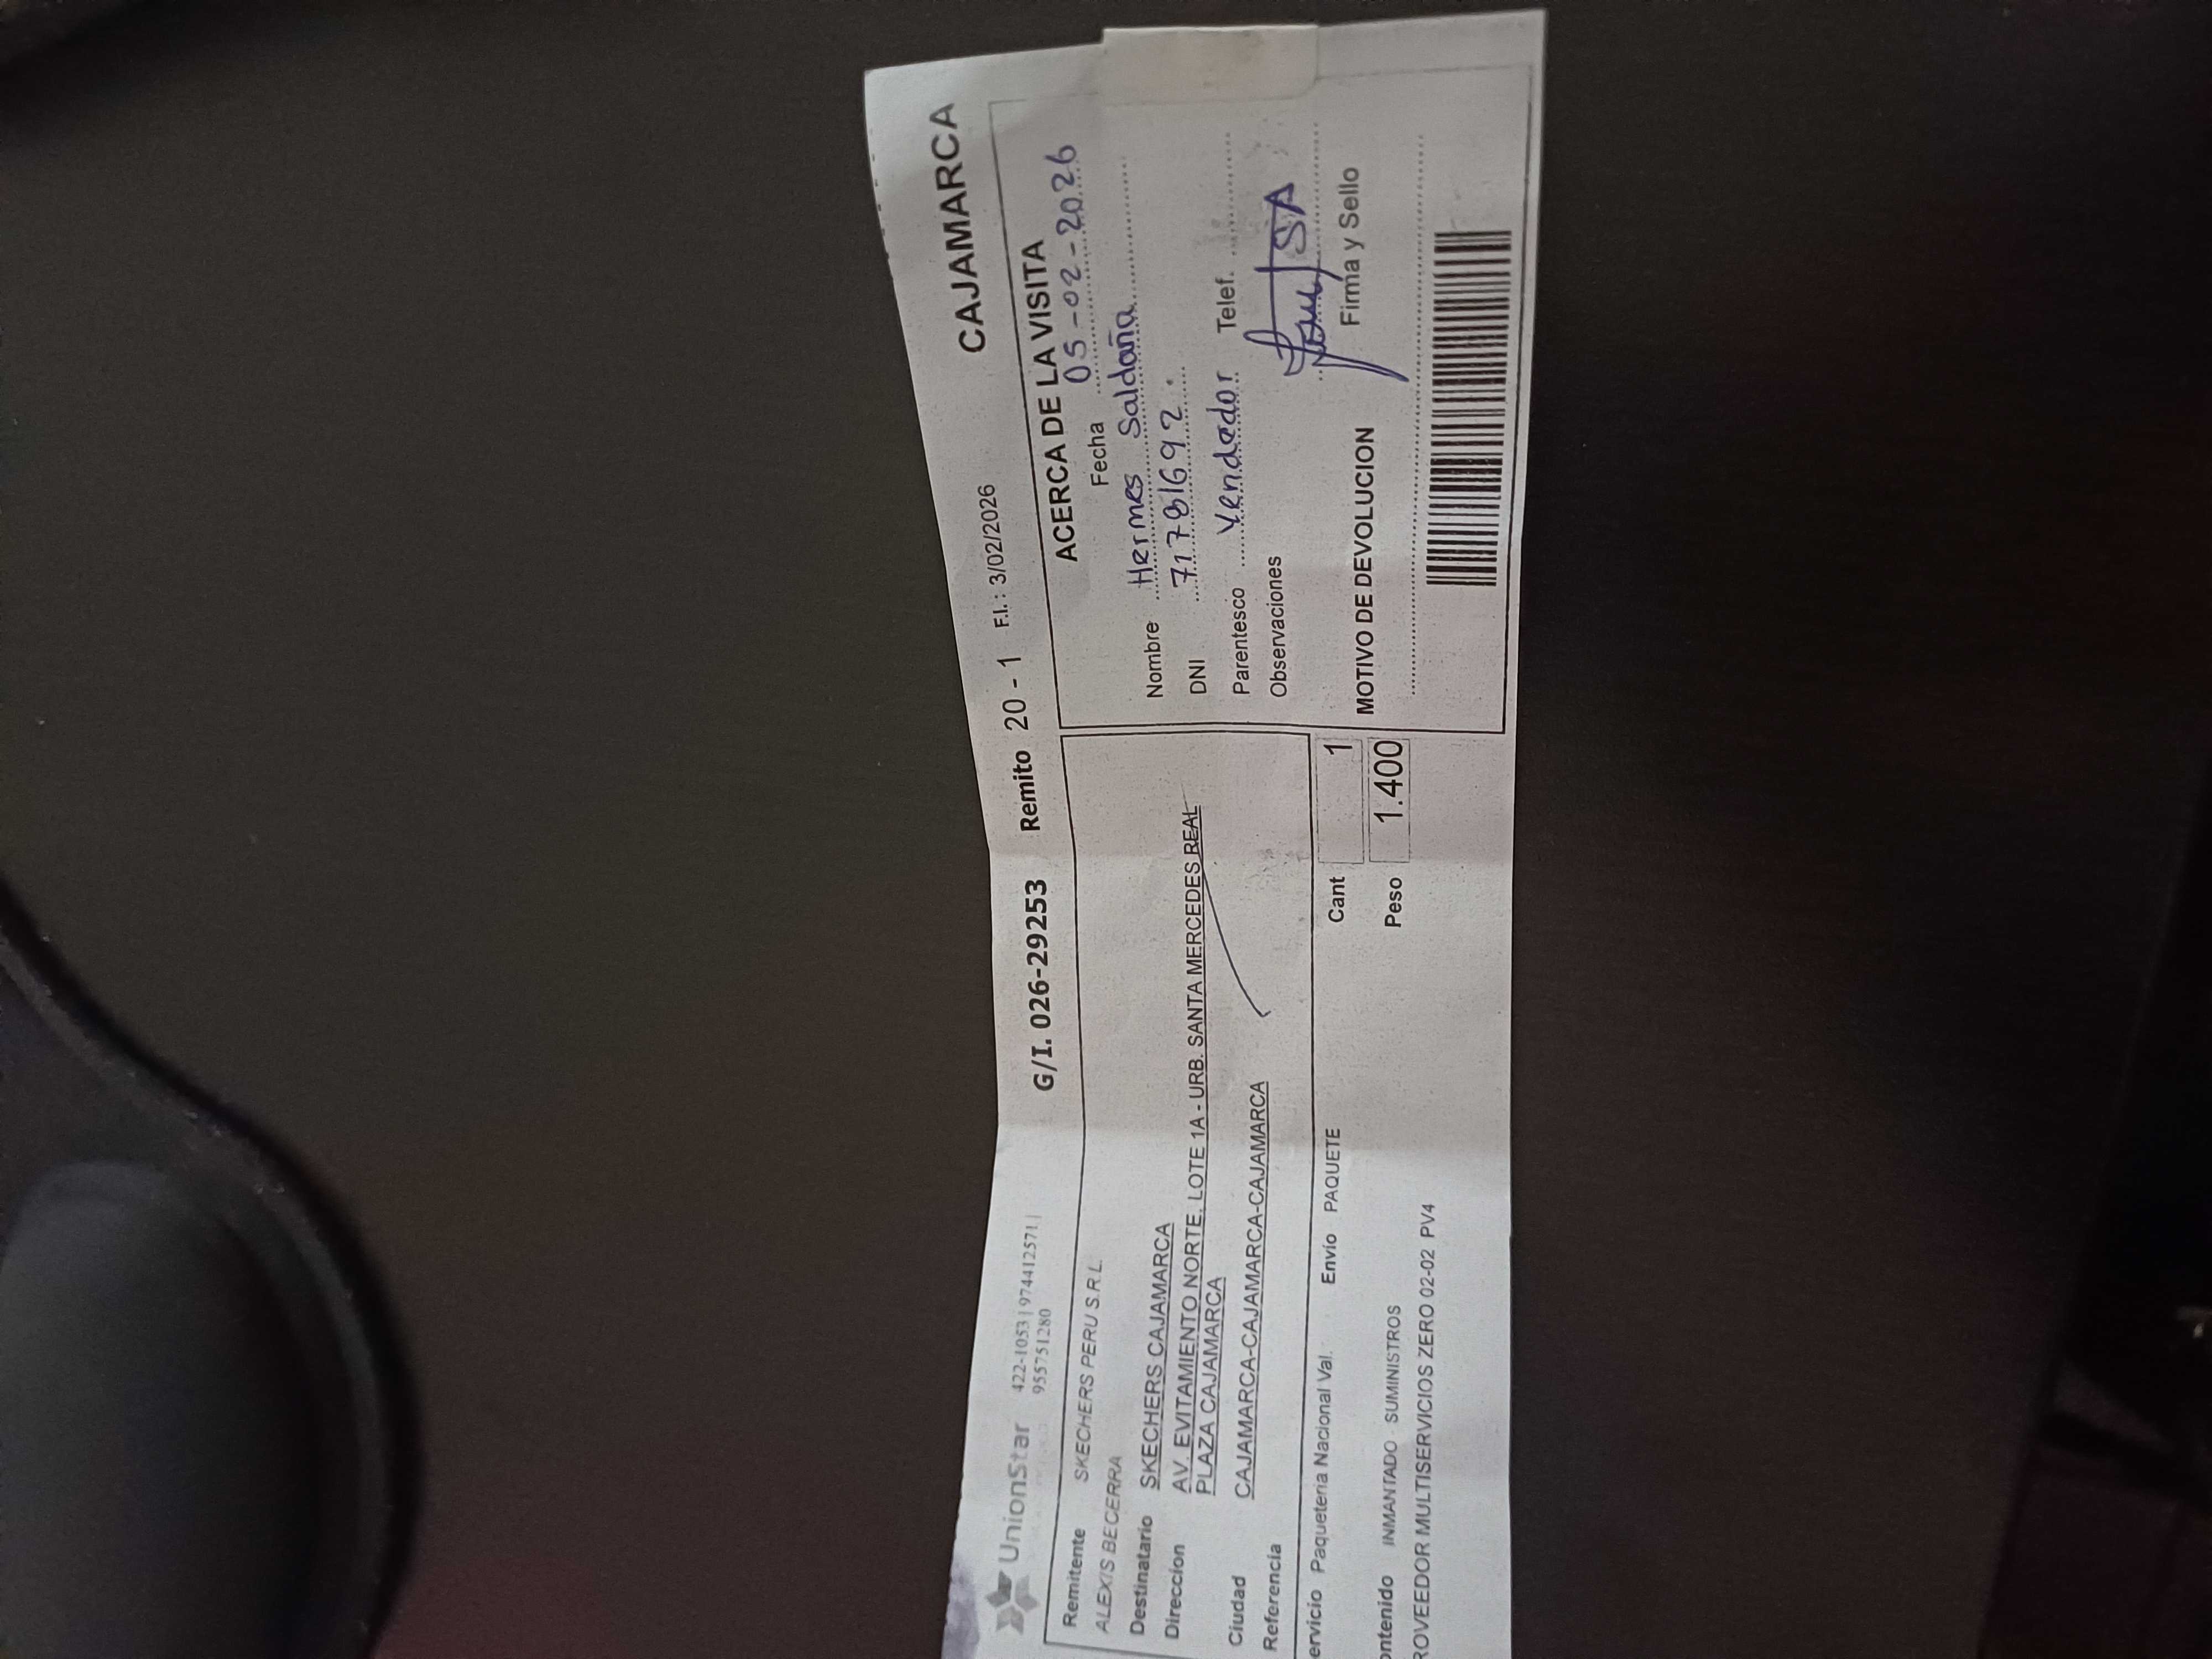 CAJAMARCA
UnionStar 422-1053 | 974412571 |
955751280
G/I. 026-29253 Remito 20 - 1 F.I. : 3/02/2026
Remitente SKECHERS PERU S.R.L.
ALEXIS BECERRA
Destinatario SKECHERS CAJAMARCA
Direccion AV. EVITAMIENTO NORTE. LOTE 1A - URB. SANTA MERCEDES REAL
PLAZA CAJAMARCA
Ciudad CAJAMARCA-CAJAMARCA-CAJAMARCA
Referencia
ervicio Paqueteria Nacional Val. Envio PAQUETE
Cant 1
Peso 1.400
ontenido INMANTADO - SUMINISTROS
ROVEEDOR MULTISERVICIOS ZERO 02-02 PV4
ACERCA DE LA VISITA
Fecha 05-02-2026
Nombre Hermes Saldaña
DNI 71781692
Parentesco Vendedor Telef.
Observaciones
Firma y Sello
MOTIVO DE DEVOLUCION